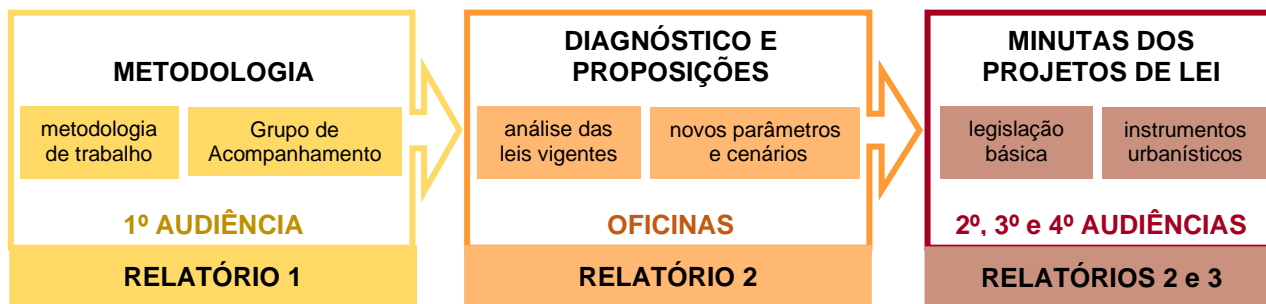 METODOLOGIA
metodologia
de trabalho
Grupo de
Acompanhamento
1º AUDIÊNCIA
RELATÓRIO 1
DIAGNÓSTICO E
PROPOSIÇÕES
análise das
leis vigentes
novos parâmetros
e cenários
OFICINAS
RELATÓRIO 2
MINUTAS DOS
PROJETOS DE LEI
legislação
básica
instrumentos
urbanísticos
2º, 3º e 4º AUDIÊNCIAS
RELATÓRIOS 2 e 3